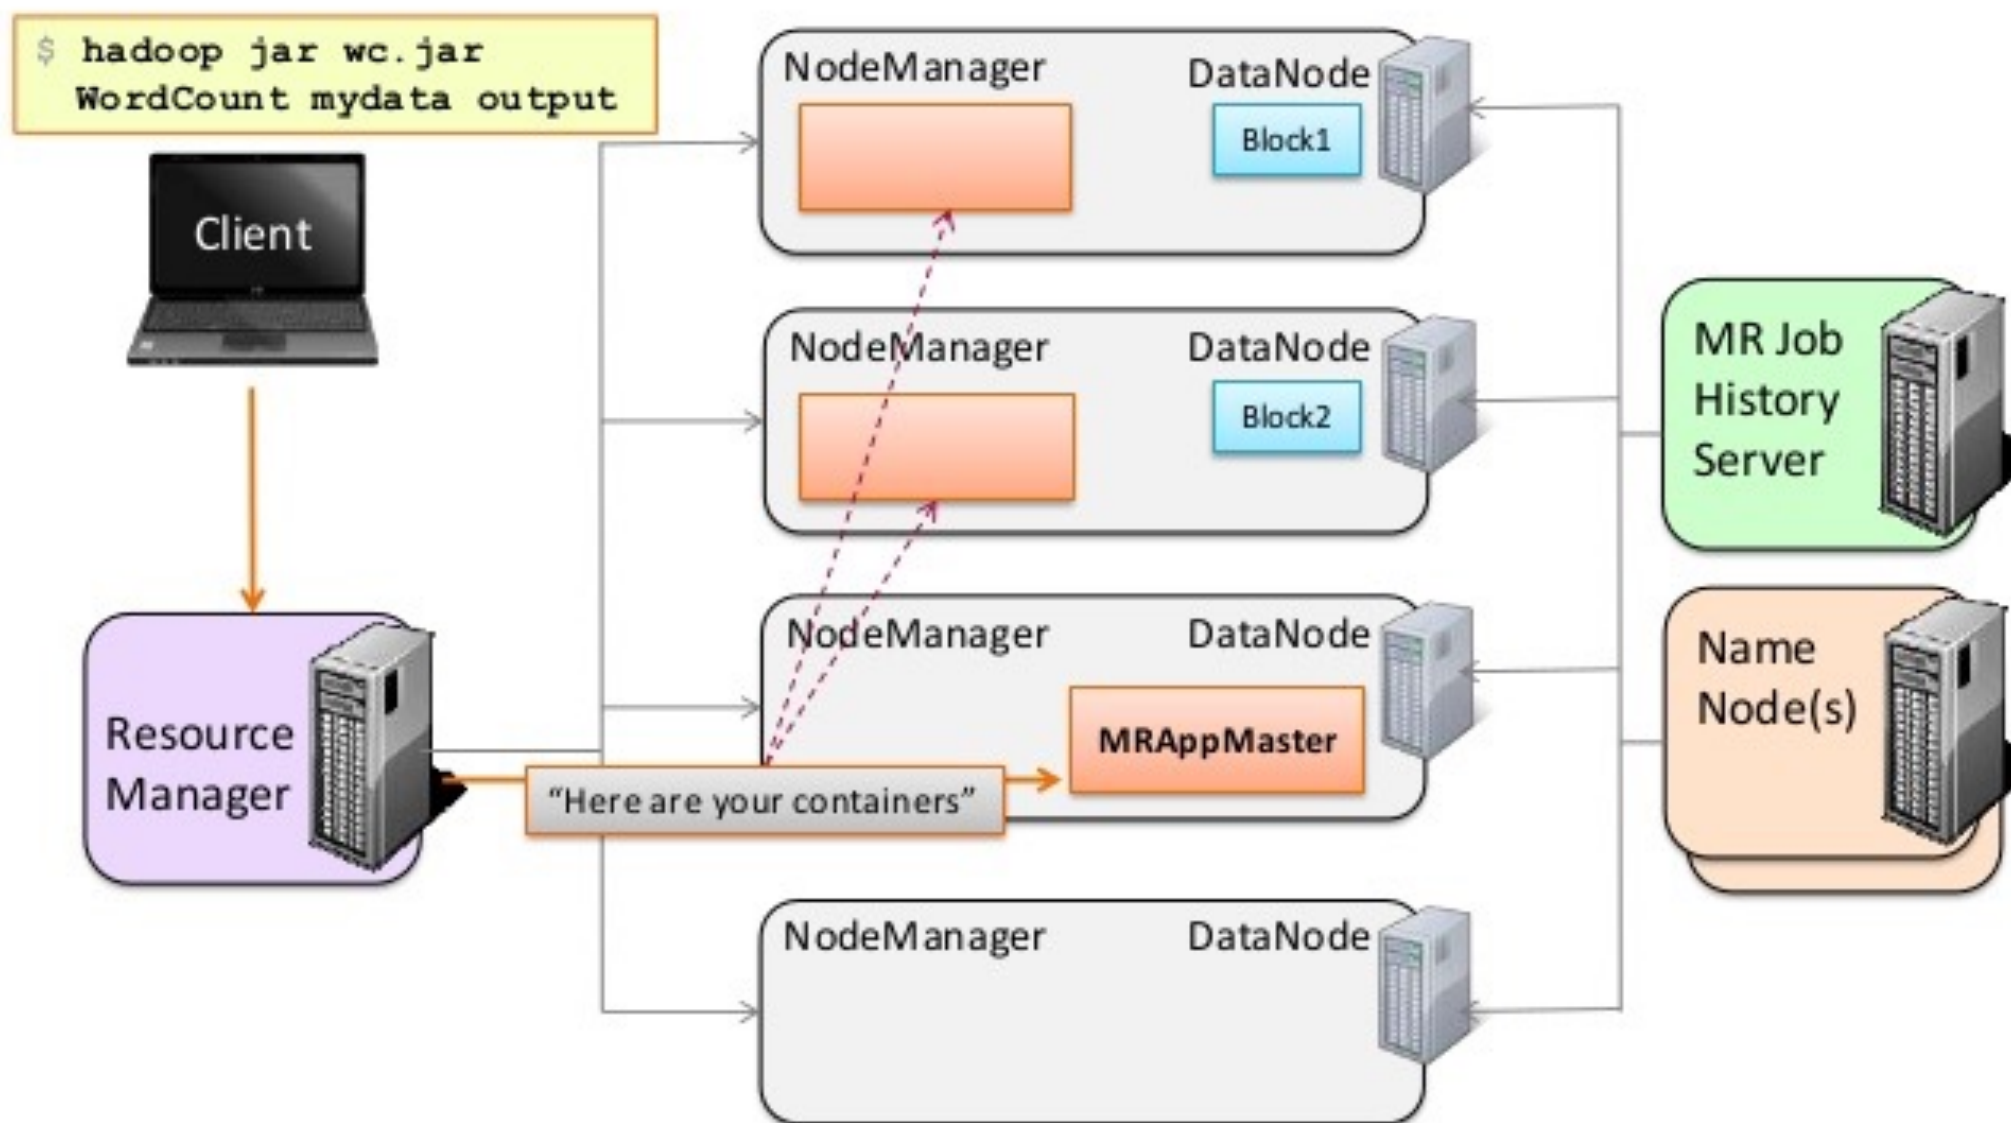 $ hadoop jar wc.jar
WordCount mydata output
Client
Resource
Manager
"Here are your containers"
NodeManager
DataNode
Block1
NodeManager
DataNode
Block2
NodeManager
DataNode
MRAppMaster
NodeManager
DataNode
MR Job
History
Server
Name
Node(s)